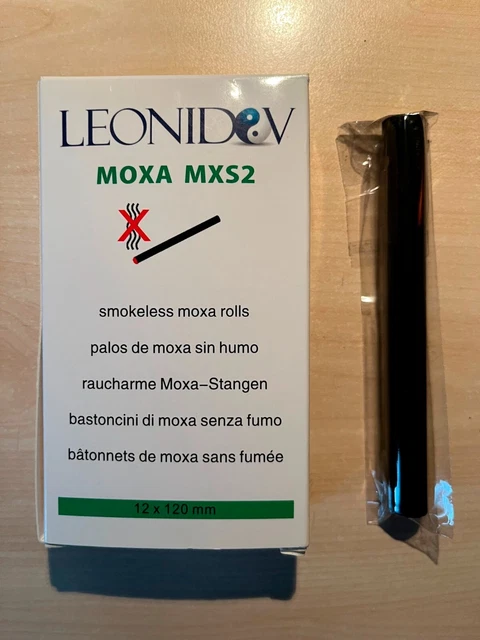 LEONIDOV
MOXA MXS2
smokeless moxa rolls
palos de moxa sin humo
raucharme Moxa–Stangen
bastoncini di moxa senza fumo
bâtonnets de moxa sans fumée
12 x 120 mm